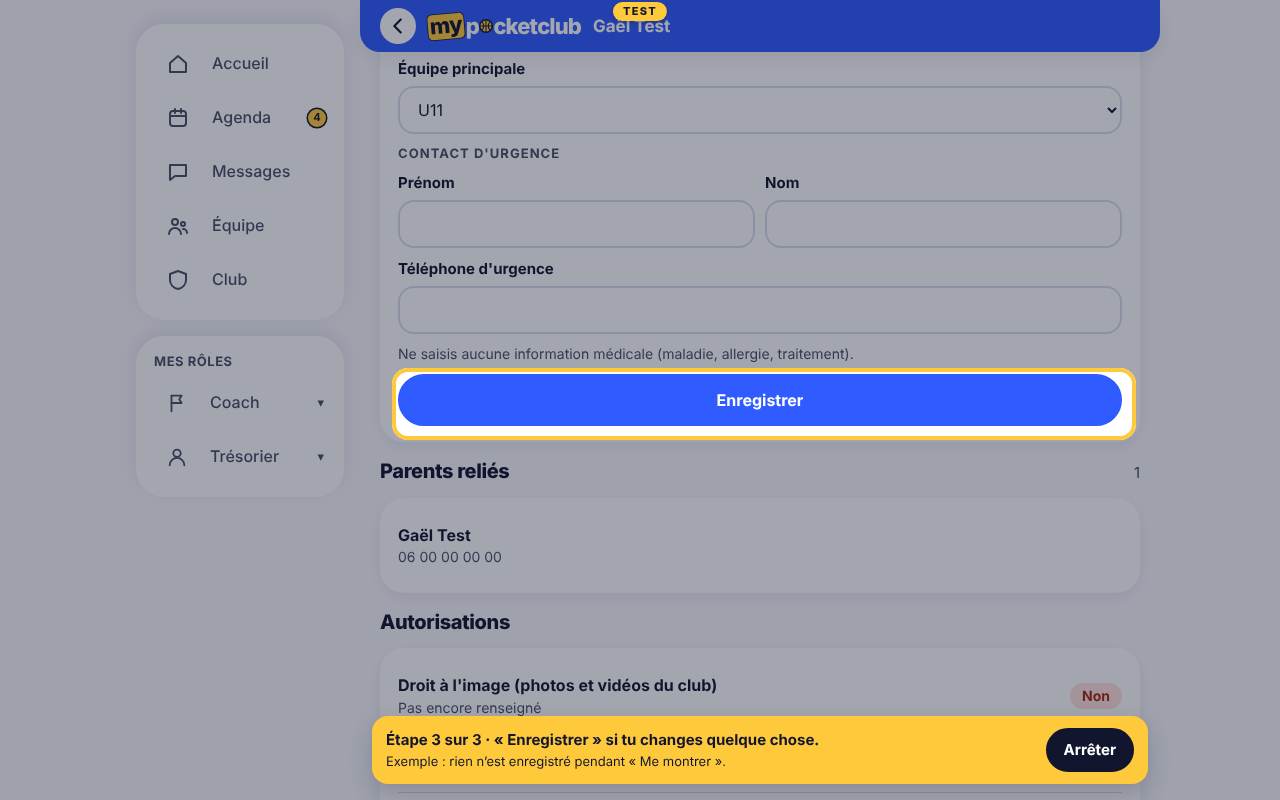 TEST
mypocketclub Gaël Test
Accueil
Agenda 4
Messages
Équipe
Club
MES RÔLES
Coach
Trésorier
Équipe principale
U11
CONTACT D'URGENCE
Prénom Nom
Téléphone d'urgence
Ne saisis aucune information médicale (maladie, allergie, traitement).
Enregistrer
Parents reliés 1
Gaël Test
06 00 00 00 00
Autorisations
Droit à l'image (photos et vidéos du club)
Non
Pas encore renseigné
Étape 3 sur 3 · « Enregistrer » si tu changes quelque chose.
Exemple : rien n’est enregistré pendant « Me montrer ».
Arrêter